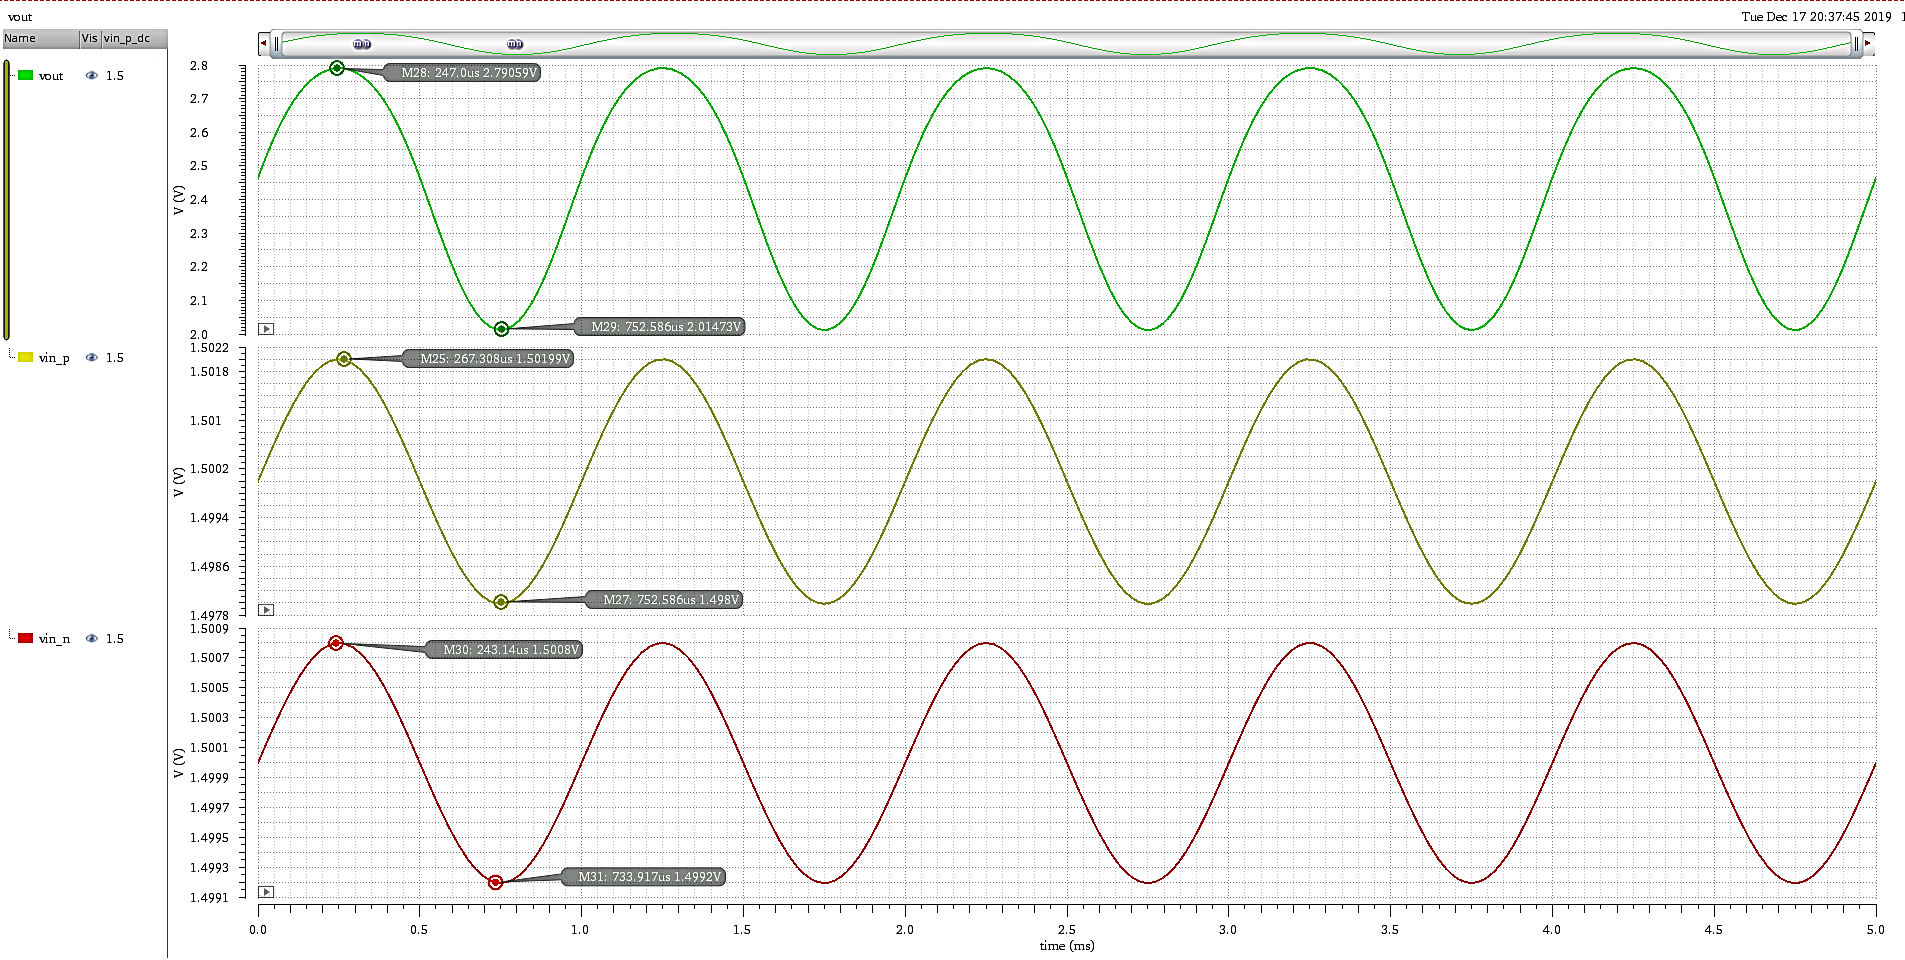 vout
Tue Dec 17 20:37:45 2019 1
Name Vis vin_p_dc
vout 1.5
vin_p 1.5
vin_n 1.5
2.8
2.7
2.6
2.5
2.4
2.3
2.2
2.1
2.0
V (V)
M28: 247.0us 2.79059V
M29: 752.586us 2.01473V
1.5022
1.5018
1.501
1.5002
1.4994
1.4986
1.4978
V (V)
M25: 267.308us 1.50199V
M27: 752.586us 1.498V
1.5009
1.5007
1.5005
1.5003
1.5001
1.4999
1.4997
1.4995
1.4993
1.4991
V (V)
M30: 243.14us 1.5008V
M31: 733.917us 1.4992V
0.0 0.5 1.0 1.5 2.0 2.5 3.0 3.5 4.0 4.5 5.0
time (ms)